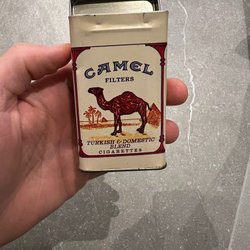 CAMEL
FILTERS
TURKISH & DOMESTIC
BLEND
CIGARETTES